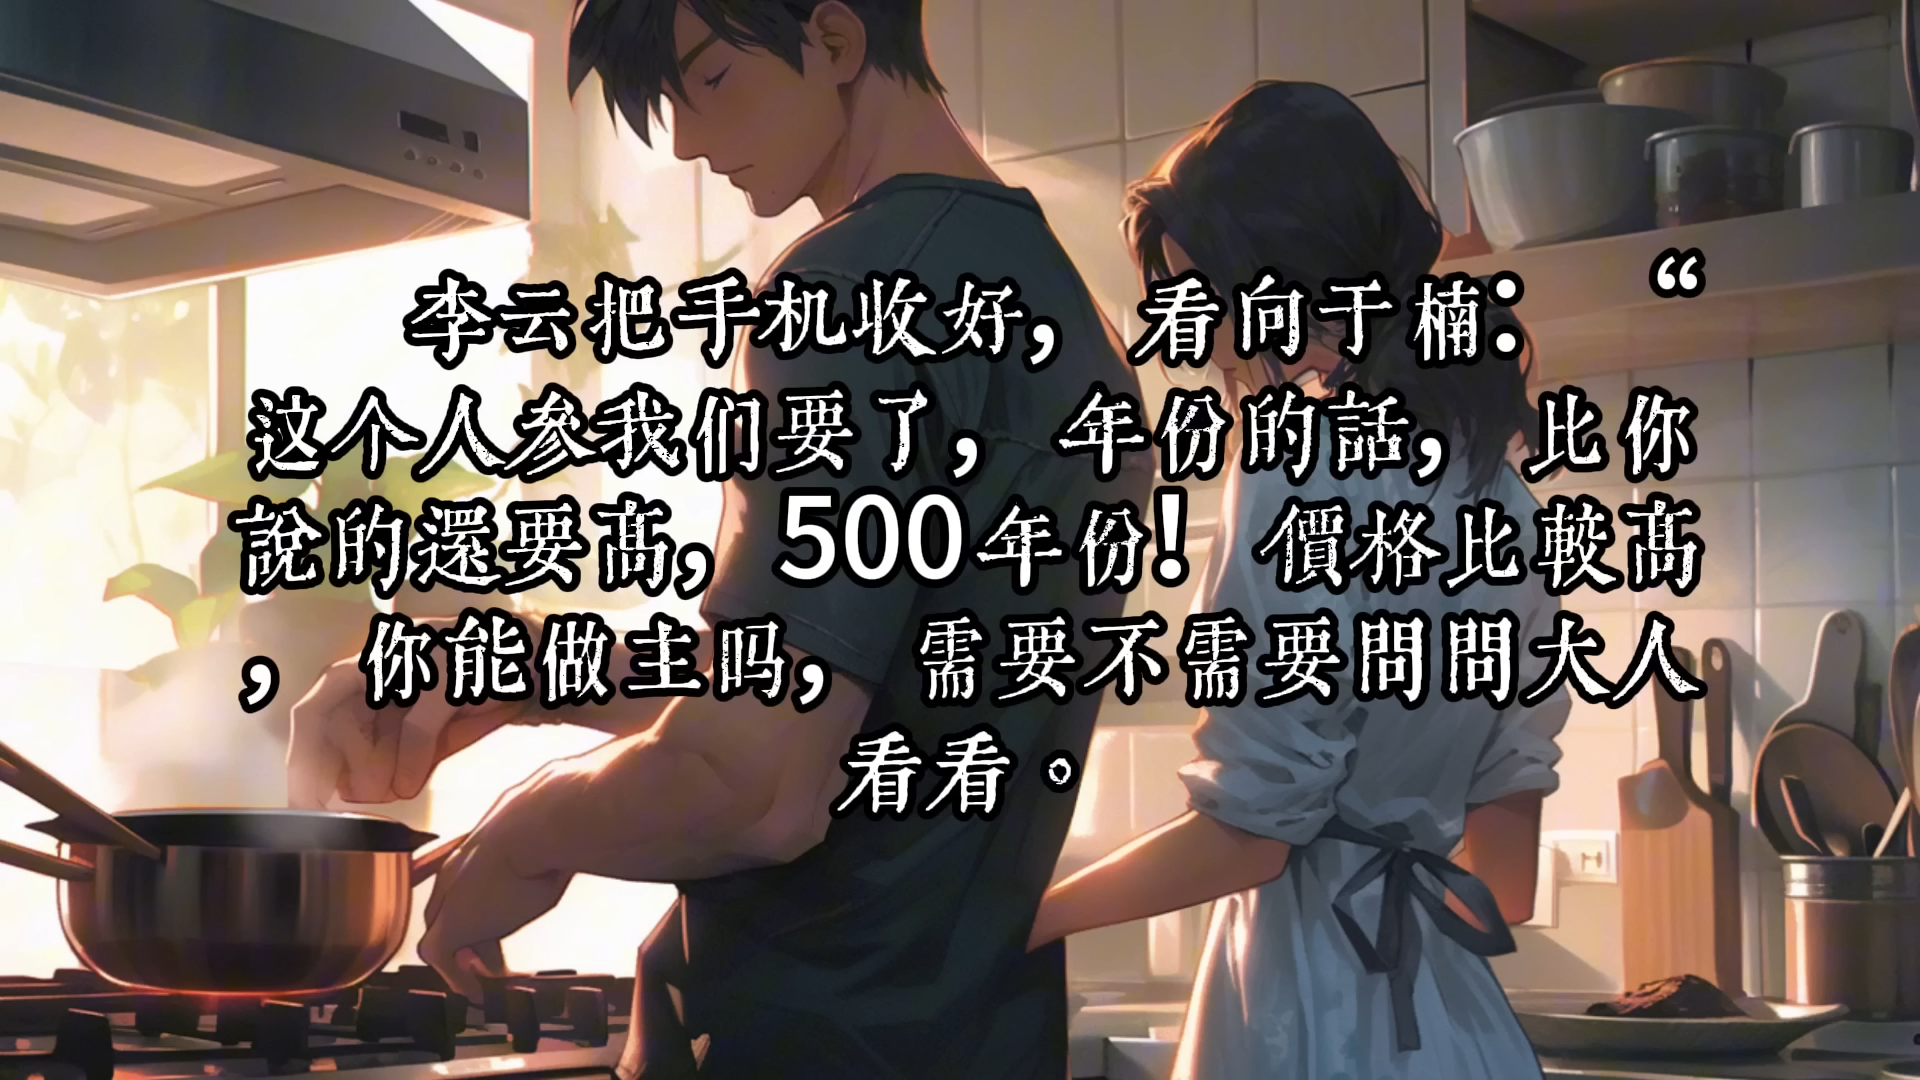 李云把手机收好，看向于楠：“
这个人参我们要了，年份的話，比你
說的還要高，500年份！價格比較高
，你能做主吗，需要不需要問問大人
看看。